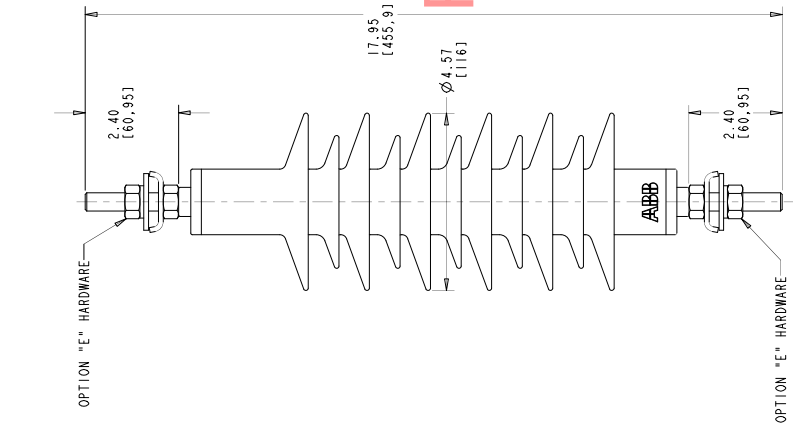 17.95
[455,9]
Ø4.57
[116]
2.40
[60,95]
2.40
[60,95]
ABB
OPTION "E" HARDWARE
OPTION "E" HARDWARE